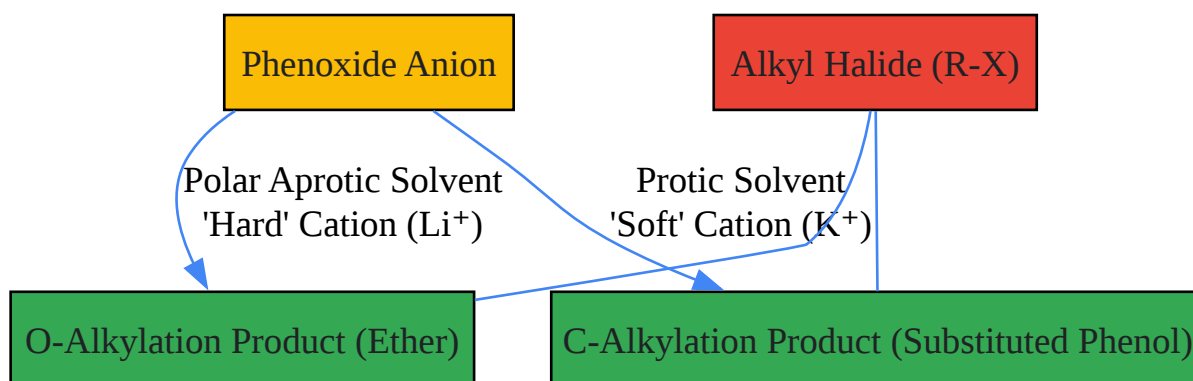 Phenoxide Anion
Alkyl Halide (R-X)
Polar Aprotic Solvent
'Hard' Cation (Li⁺)
Protic Solvent
'Soft' Cation (K⁺)
O-Alkylation Product (Ether)
C-Alkylation Product (Substituted Phenol)